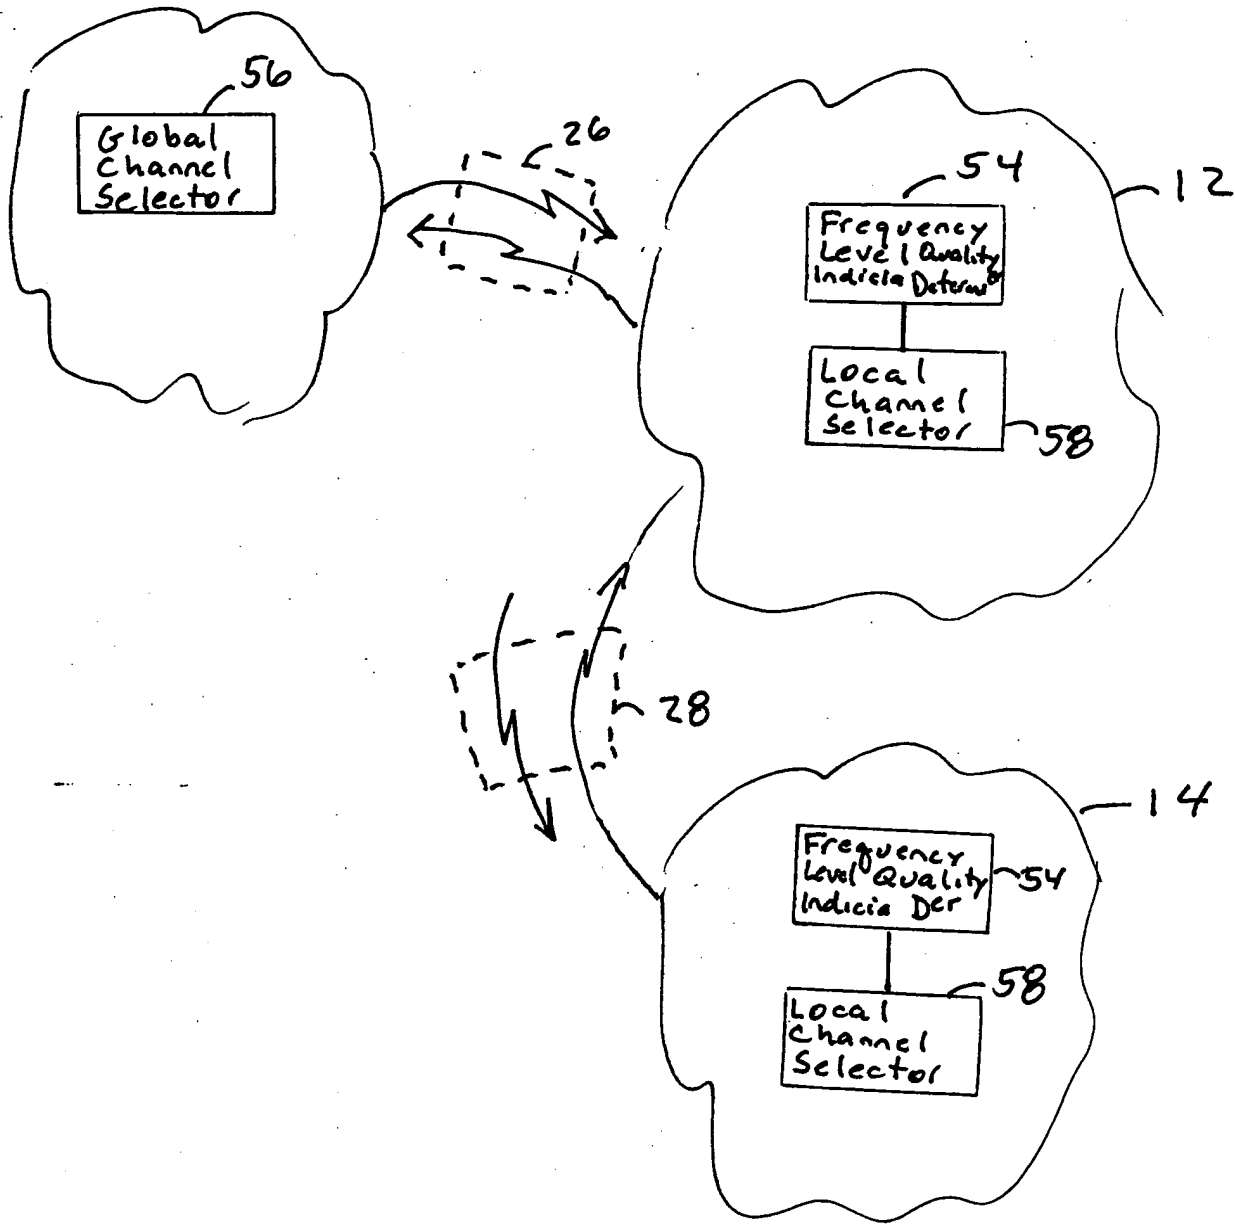 56
Global
Channel
Selector
26
54
12
Frequency
Level Quality
Indicia
Local
Channel
Selector
58
28
14
Frequency
Level Quality
Indicia Der
54
58
Local
Channel
Selector